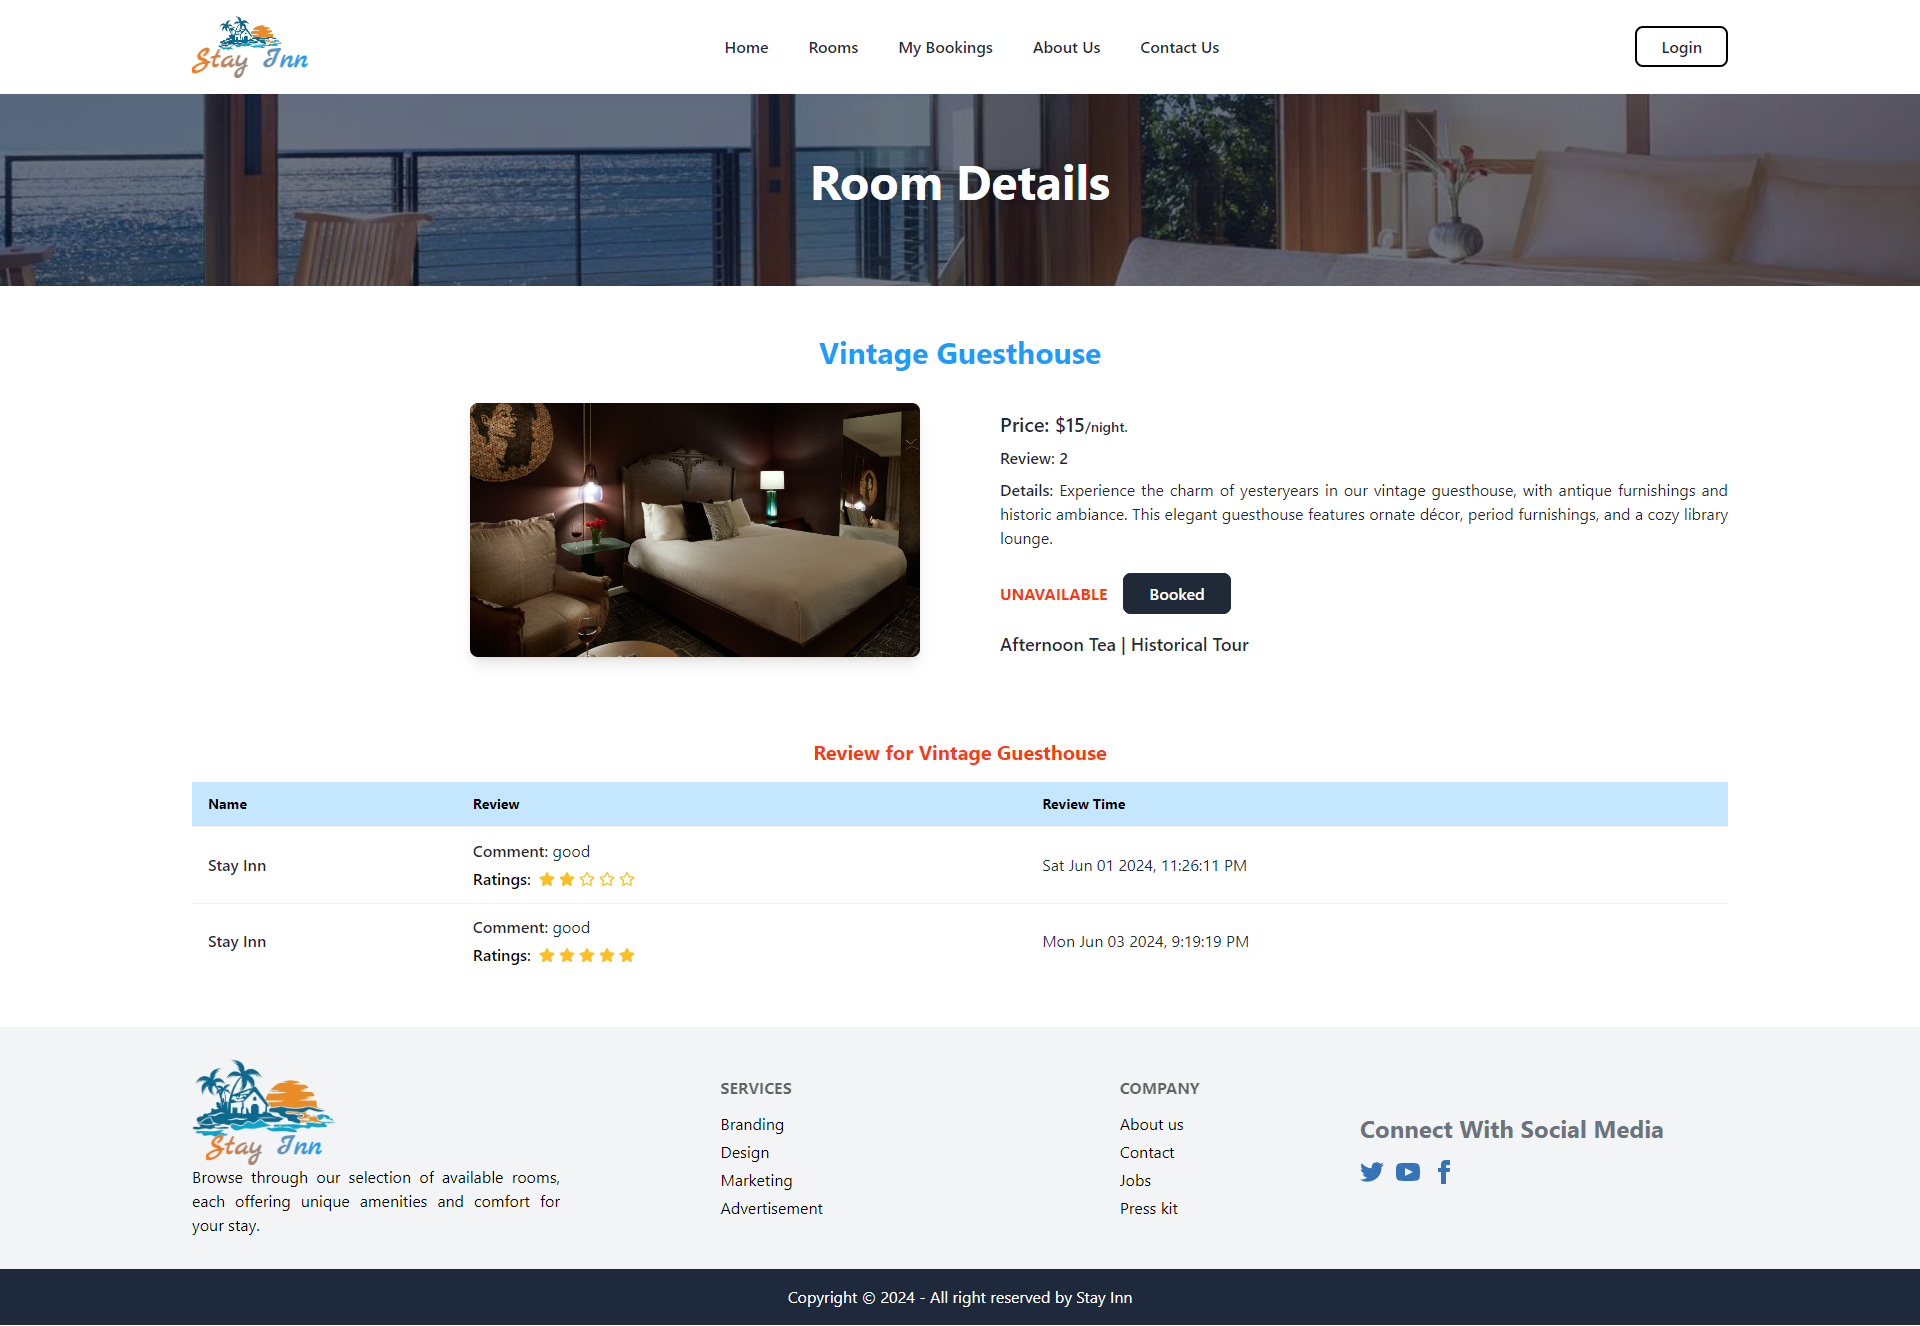 Stay Inn
Home
Rooms
My Bookings
About Us
Contact Us
Login
Room Details
Vintage Guesthouse
Price: $15/night.
Review: 2
Details: Experience the charm of yesteryears in our vintage guesthouse, with antique furnishings and
historic ambiance. This elegant guesthouse features ornate décor, period furnishings, and a cozy library
lounge.
UNAVAILABLE
Booked
Afternoon Tea | Historical Tour
Review for Vintage Guesthouse
Name
Review
Review Time
Stay Inn
Comment: good
Ratings:
Sat Jun 01 2024, 11:26:11 PM
Stay Inn
Comment: good
Ratings:
Mon Jun 03 2024, 9:19:19 PM
Stay Inn
Browse through our selection of available rooms,
each offering unique amenities and comfort for
your stay.
SERVICES
Branding
Design
Marketing
Advertisement
COMPANY
About us
Contact
Jobs
Press kit
Connect With Social Media
Copyright © 2024 - All right reserved by Stay Inn